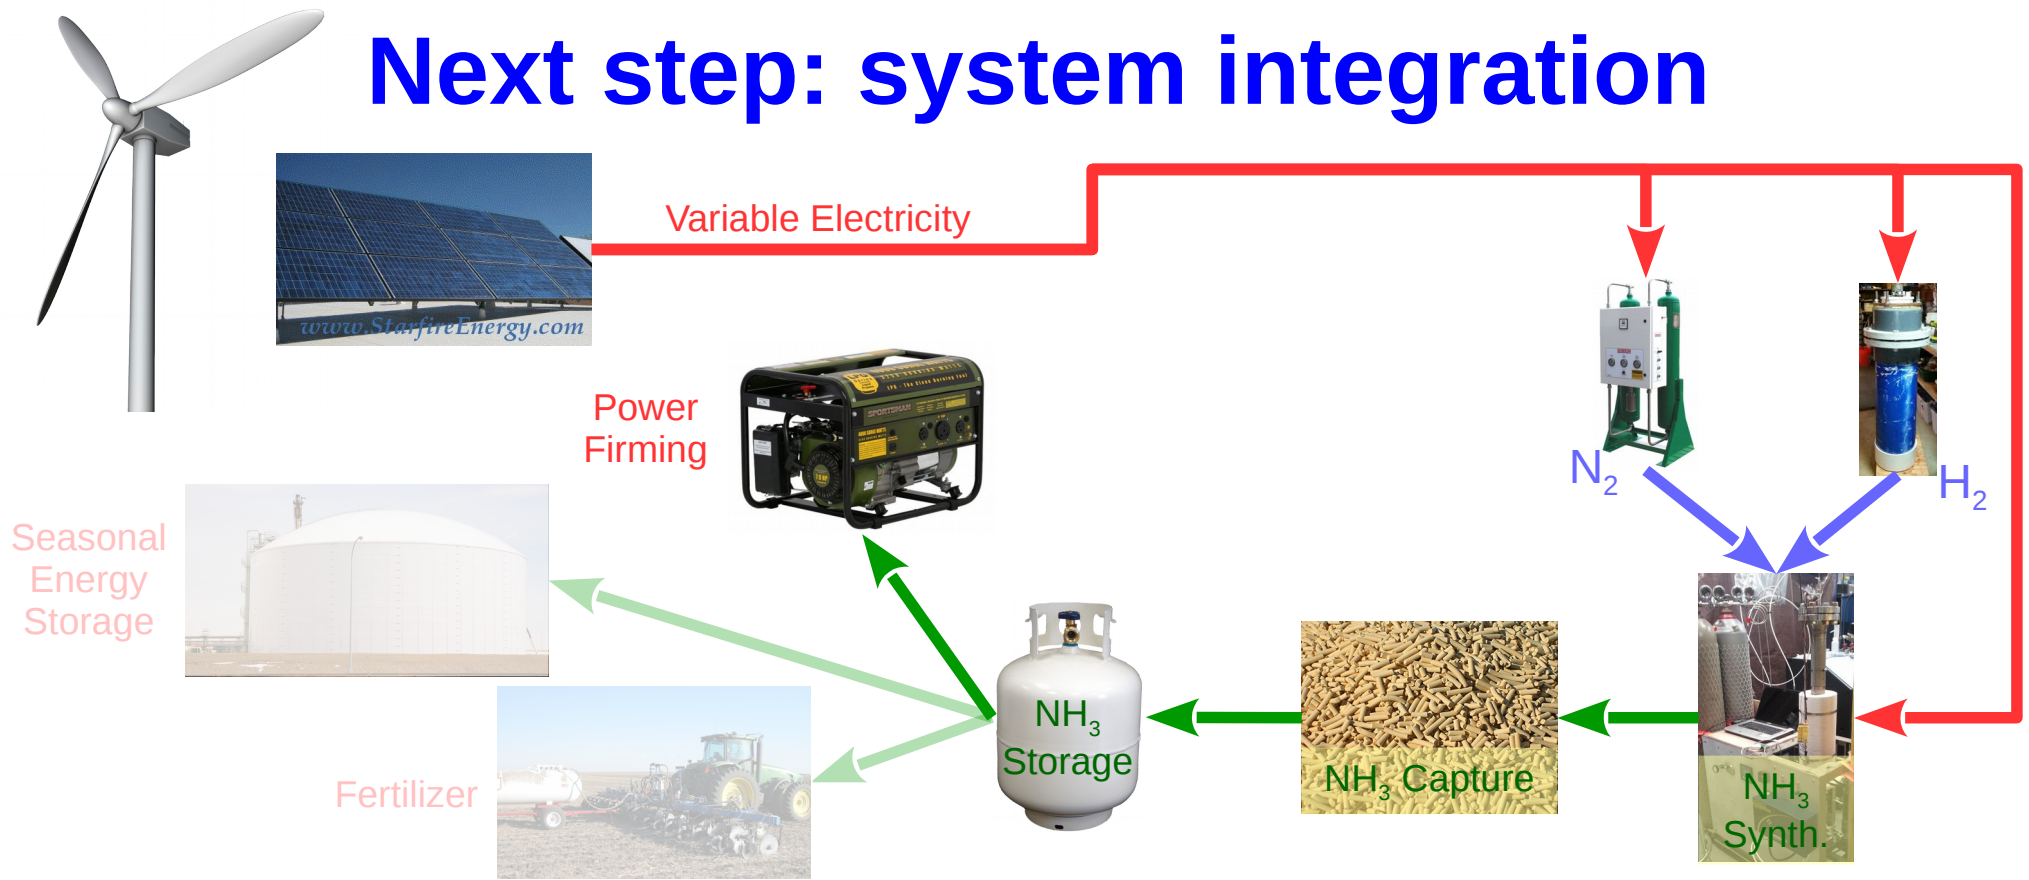 Next step: system integration
Variable Electricity
www.StarfireEnergy.com
Power
Firming
SPORTSMAN
N2
H2
Seasonal
Energy
Storage
NH3
Storage
NH3 Capture
NH3
Synth.
Fertilizer